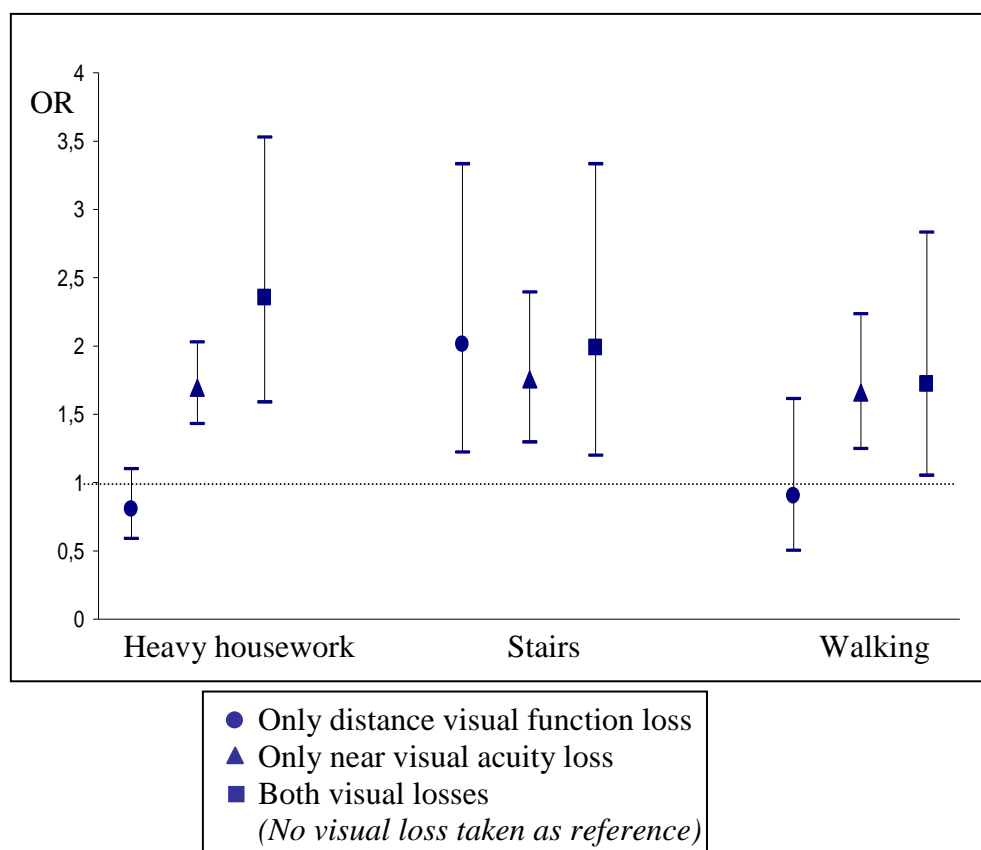 4
OR
3,5
3
2,5
2
1,5
1
0,5
0
Heavy housework Stairs Walking
Only distance visual function loss
Only near visual acuity loss
Both visual losses
(No visual loss taken as reference)